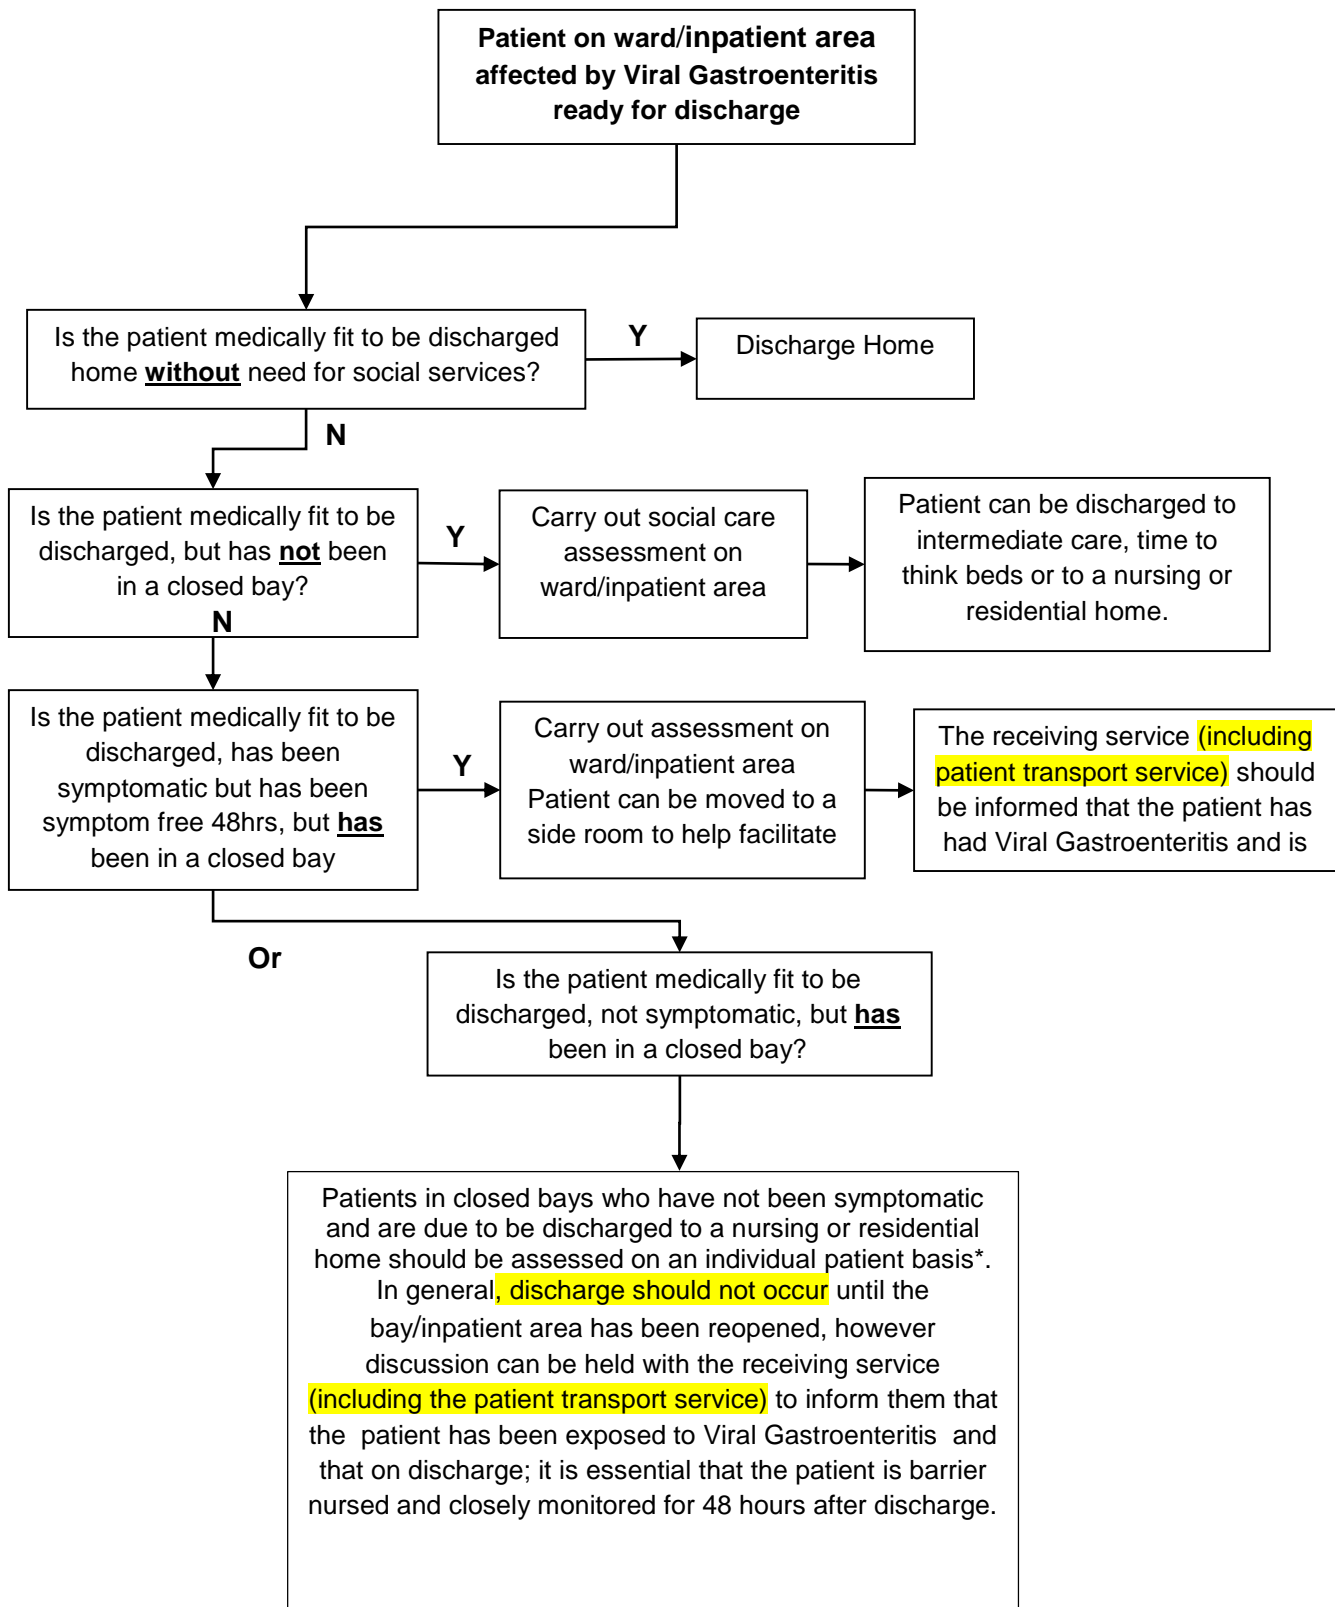 Patient on ward/inpatient area
affected by Viral Gastroenteritis
ready for discharge
Is the patient medically fit to be discharged
home without need for social services?
Y
Discharge Home
N
Is the patient medically fit to be
discharged, but has not been
in a closed bay?
Y
Carry out social care
assessment on
ward/inpatient area
Patient can be discharged to
intermediate care, time to
think beds or to a nursing or
residential home.
N
Is the patient medically fit to be
discharged, has been
symptomatic but has been
symptom free 48hrs, but has
been in a closed bay
Y
Carry out assessment on
ward/inpatient area
Patient can be moved to a
side room to help facilitate
The receiving service (including
patient transport service) should
be informed that the patient has
had Viral Gastroenteritis and is
Or
Is the patient medically fit to be
discharged, not symptomatic, but has
been in a closed bay?
Patients in closed bays who have not been symptomatic
and are due to be discharged to a nursing or residential
home should be assessed on an individual patient basis*.
In general, discharge should not occur until the
bay/inpatient area has been reopened, however
discussion can be held with the receiving service
(including the patient transport service) to inform them that
the patient has been exposed to Viral Gastroenteritis and
that on discharge; it is essential that the patient is barrier
nursed and closely monitored for 48 hours after discharge.